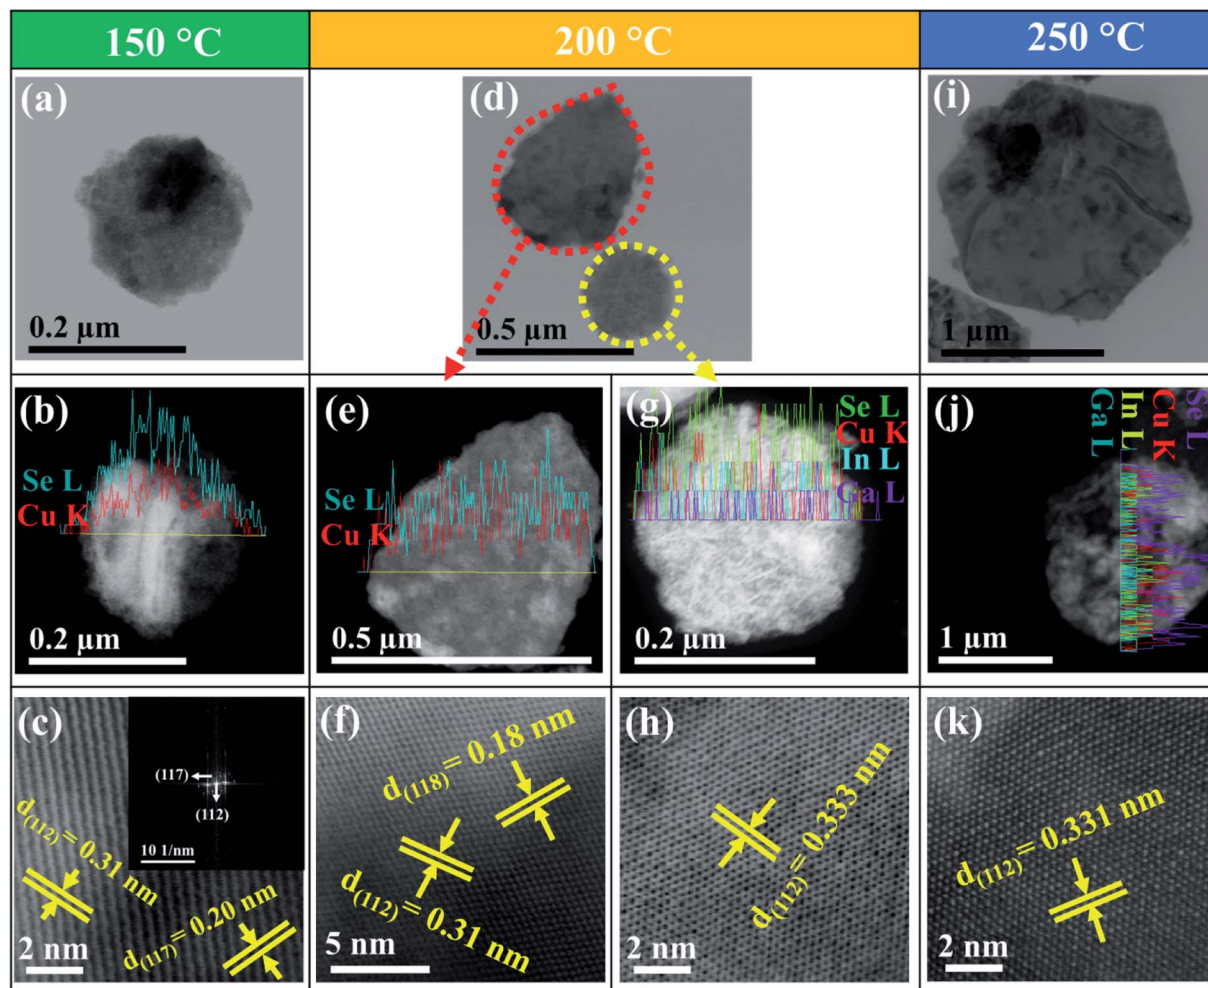 150 °C
200 °C
250 °C
(a)
0.2 µm
(d)
0.5 µm
(i)
1 µm
(b)
Se L
Cu K
0.2 µm
(e)
Se L
Cu K
0.5 µm
(g)
Se L
Cu K
In L
Ga L
0.2 µm
(j)
Ga L
In L
Cu K
Se L
1 µm
(c)
(117)
(112)
10 1/nm
d(112)= 0.31 nm
d(117)= 0.20 nm
2 nm
(f)
d(118)= 0.18 nm
d(112)= 0.31 nm
5 nm
(h)
d(112)= 0.333 nm
2 nm
(k)
d(112)= 0.331 nm
2 nm